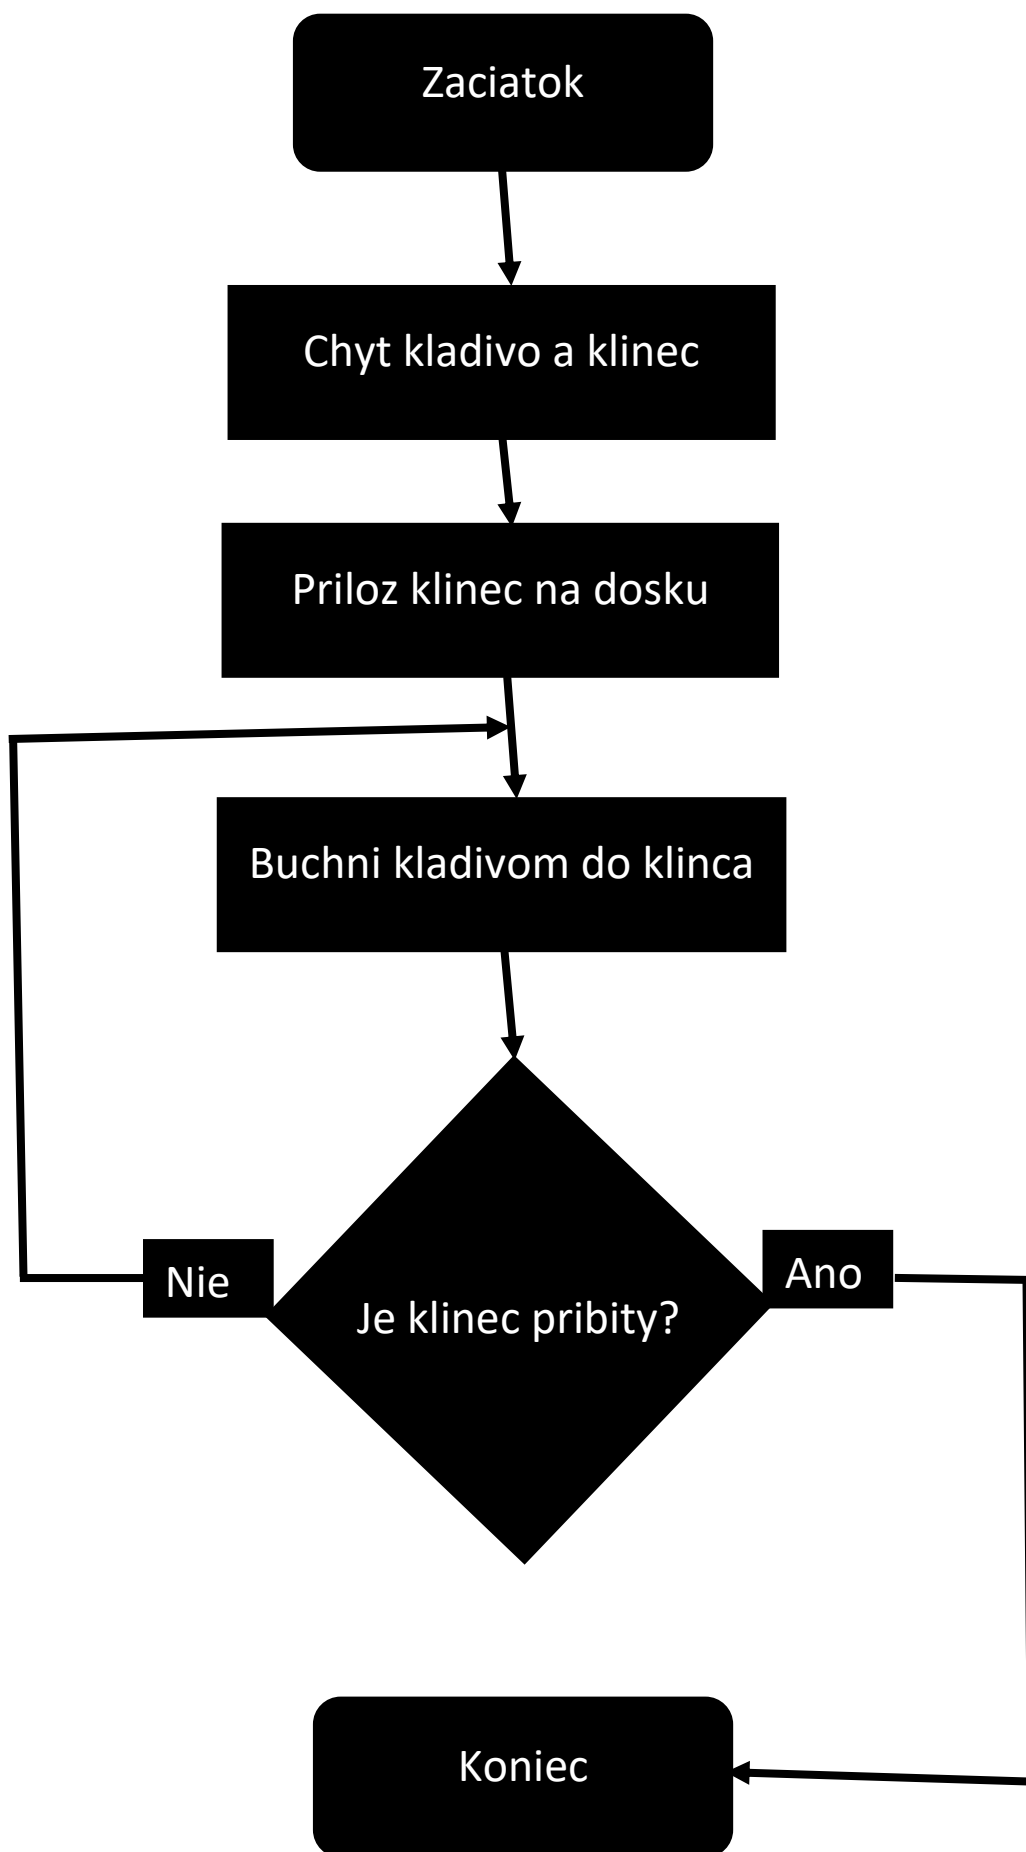 Zaciatok
Chyt kladivo a klinec
Priloz klinec na dosku
Buchni kladivom do klinca
Nie
Ano
Je klinec pribity?
Koniec